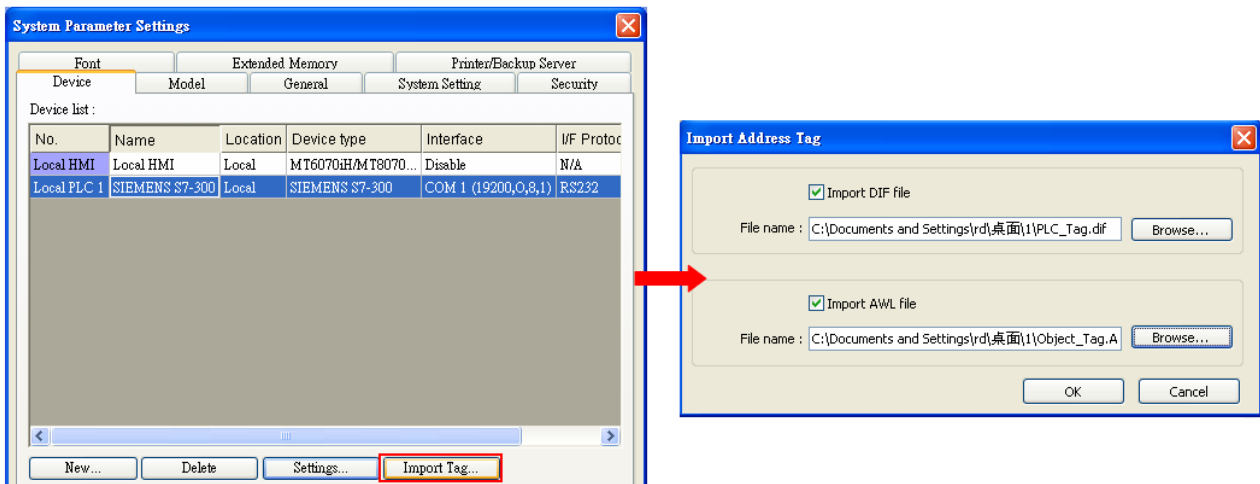 System Parameter Settings
Font Extended Memory Printer/Backup Server
Device Model General System Setting Security
Device list :
No. Name Location Device type Interface I/F Protoc
Local HMI Local HMI Local MT6070iH/MT8070... Disable N/A
Local PLC 1 SIEMENS S7-300 Local SIEMENS S7-300 COM 1 (19200,O,8,1) RS232
New... Delete Settings... Import Tag...
Import Address Tag
Import DIF file
File name : C:\Documents and Settings\rd\桌面\1\PLC_Tag.dif Browse...
Import AWL file
File name : C:\Documents and Settings\rd\桌面\1\Object_Tag.A Browse...
OK Cancel